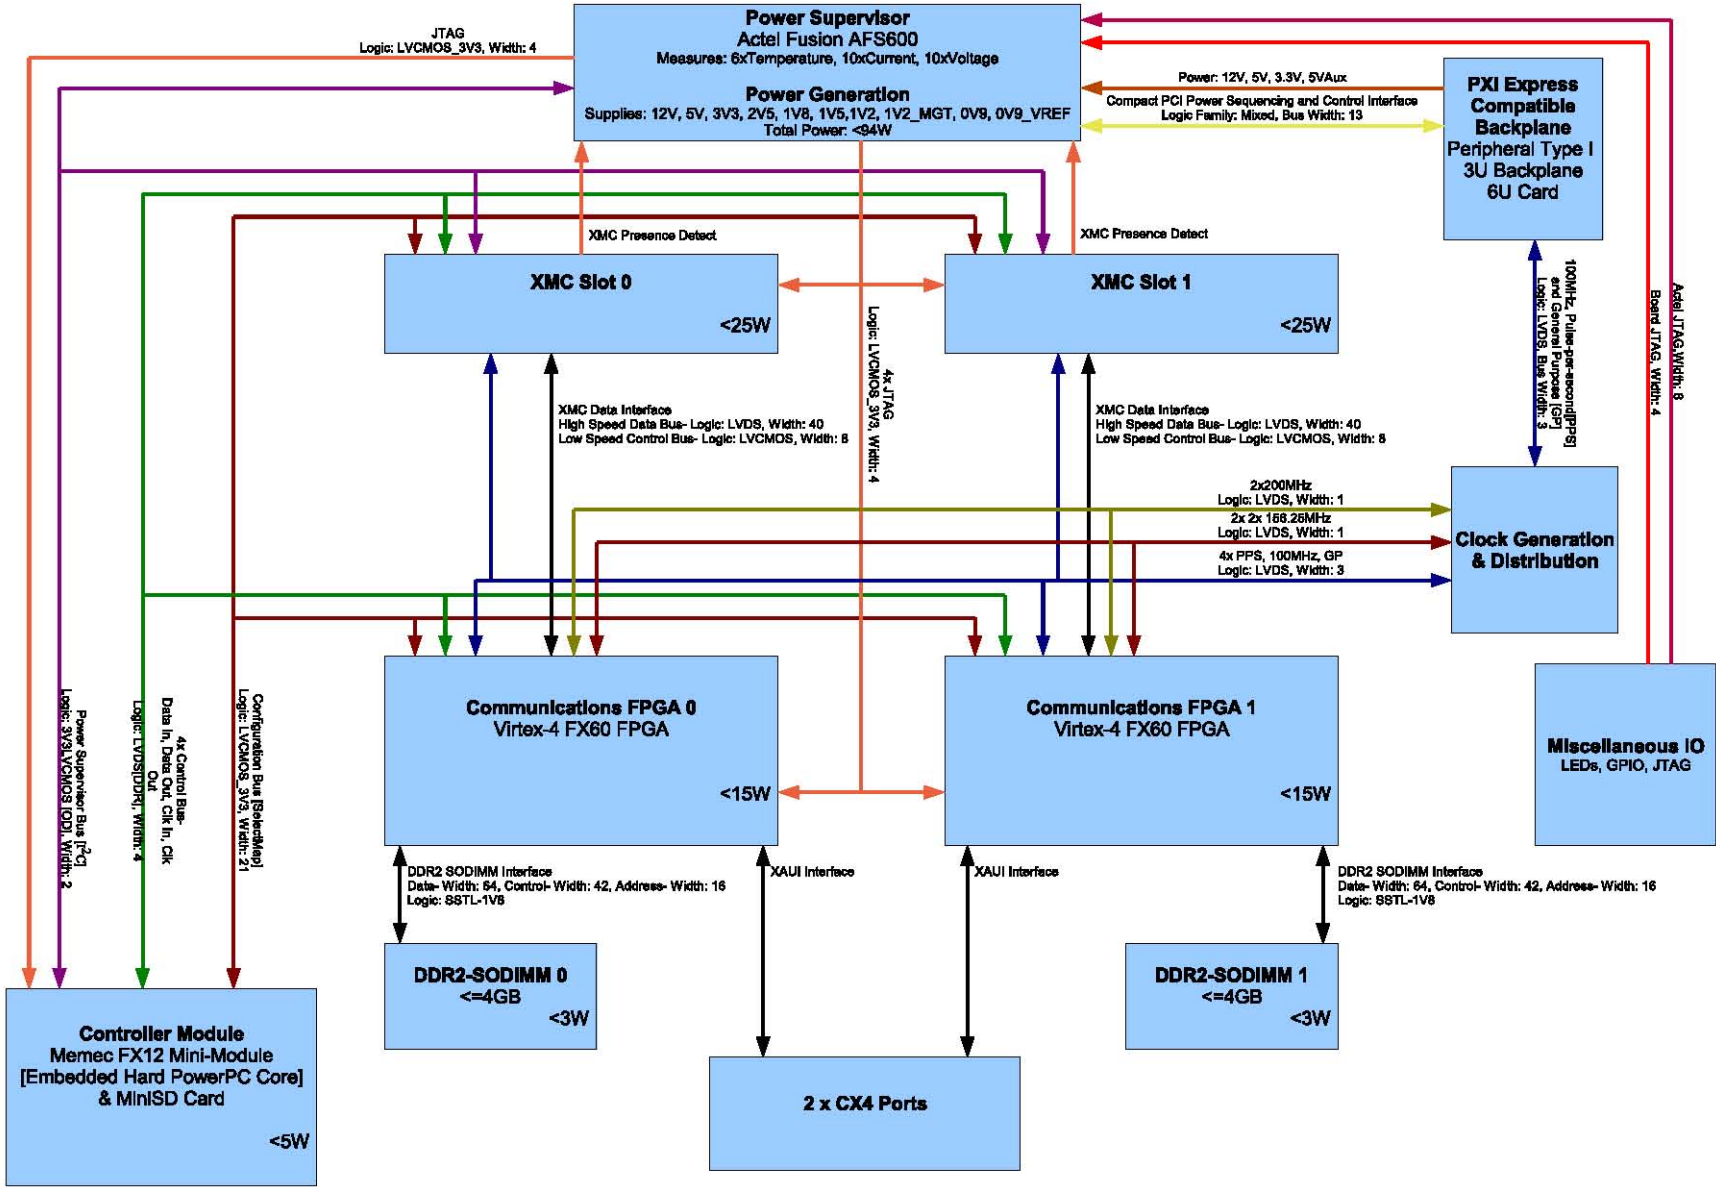 Power Supervisor
Actel Fusion AFS600
Measures: 6xTemperature, 10xCurrent, 10xVoltage
Power Generation
Supplies: 12V, 5V, 3V3, 2V5, 1V8, 1V5,1V2, 1V2_MGT, 0V9, 0V9_VREF
Total Power: <94W
JTAG
Logic: LVCMOS_3V3, Width: 4
Power: 12V, 5V, 3.3V, 5VAux
Compact PCI Power Sequencing and Control Interface
Logic Family: Mixed, Bus Width: 13
PXI Express
Compatible
Backplane
Peripheral Type I
3U Backplane
6U Card
XMC Presence Detect
XMC Presence Detect
XMC Slot 0
<25W
XMC Slot 1
<25W
4x JTAG
Logic: LVCMOS_3V3, Width: 4
100MHz, Pulse-per-second[PPS]
and General Purpose [GP]
Logic: LVDS, Bus Width: 3
Actel JTAG,Width: 8
Board JTAG, Width: 4
XMC Data Interface
High Speed Data Bus- Logic: LVDS, Width: 40
Low Speed Control Bus- Logic: LVCMOS, Width: 8
XMC Data Interface
High Speed Data Bus- Logic: LVDS, Width: 40
Low Speed Control Bus- Logic: LVCMOS, Width: 8
2x200MHz
Logic: LVDS, Width: 1
2x 2x 156.25MHz
Logic: LVDS, Width: 1
4x PPS, 100MHz, GP
Logic: LVDS, Width: 3
Clock Generation
& Distribution
Communications FPGA 0
Virtex-4 FX60 FPGA
<15W
Communications FPGA 1
Virtex-4 FX60 FPGA
<15W
Miscellaneous IO
LEDs, GPIO, JTAG
Power Supervisor Bus [I²C]
Logic: 3V3LVCMOS [OD], Width: 2
4x Control Bus-
Data In, Data Out, Clk In, Clk
Out
Logic: LVDS[DDR], Width: 4
Configuration Bus [SelectMap]
Logic: LVCMOS_3V3, Width: 21
DDR2 SODIMM Interface
Data- Width: 64, Control- Width: 42, Address- Width: 16
Logic: SSTL-1V8
XAUI Interface
XAUI Interface
DDR2 SODIMM Interface
Data- Width: 64, Control- Width: 42, Address- Width: 16
Logic: SSTL-1V8
DDR2-SODIMM 0
<=4GB
<3W
DDR2-SODIMM 1
<=4GB
<3W
Controller Module
Memec FX12 Mini-Module
[Embedded Hard PowerPC Core]
& MiniSD Card
<5W
2 x CX4 Ports